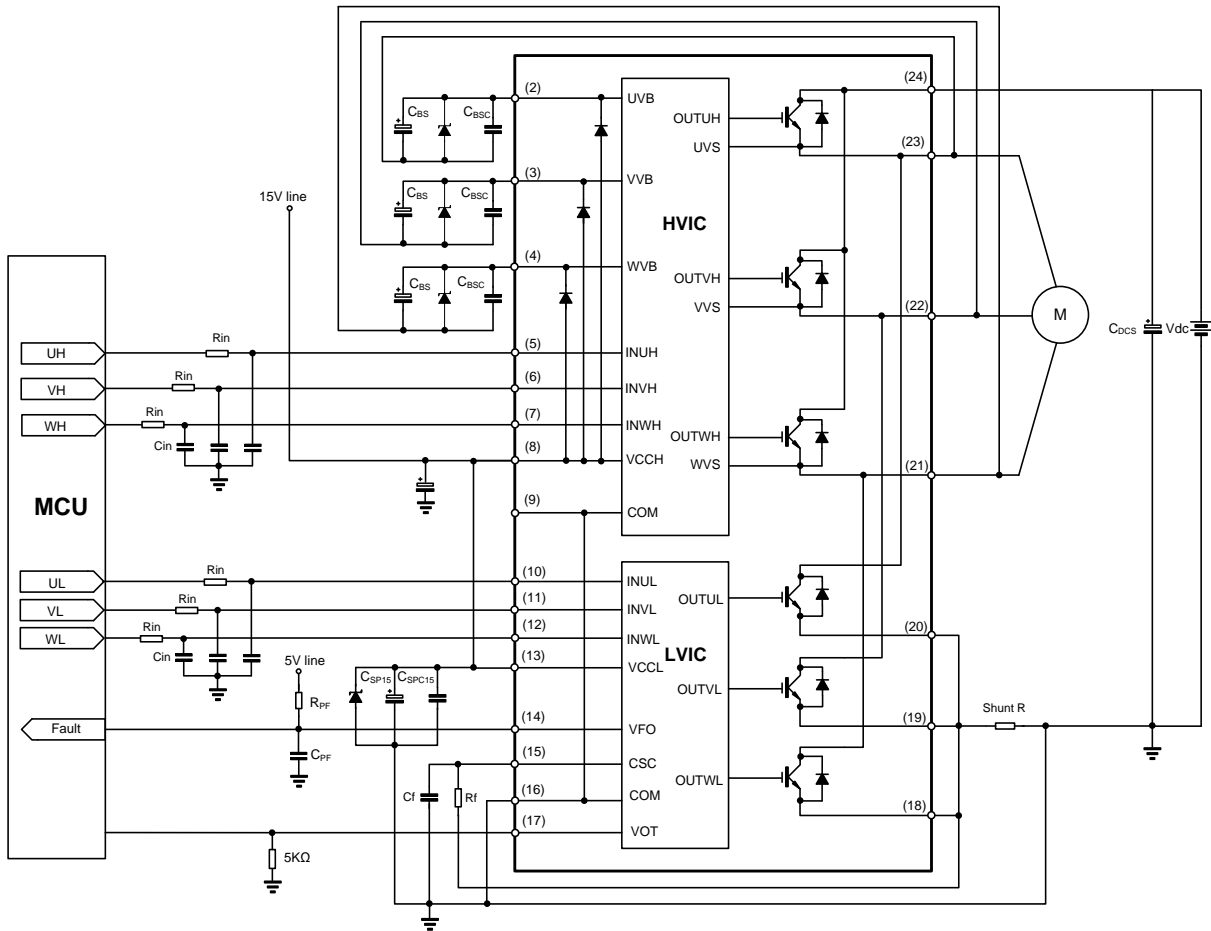 (24)
(2)
UVB
CBS
CBSC
OUTUH
UVS
(23)
(3)
VVB
CBS
CBSC
15V line
HVIC
(4)
WVB
CBS
CBSC
OUTVH
VVS
(22)
M
CDCS
Vdc
UH
Rin
(5)
INUH
VH
Rin
(6)
INVH
WH
Rin
(7)
INWH
Cin
OUTWH
(8)
VCCH
WVS
(21)
MCU
(9)
COM
UL
Rin
(10)
INUL
VL
Rin
(11)
INVL
OUTUL
WL
Rin
(12)
INWL
(20)
Cin
5V line
LVIC
(13)
VCCL
CSP15
CSPC15
OUTVL
RPF
Shunt R
Fault
(14)
VFO
(19)
CPF
(15)
CSC
OUTWL
Cf
Rf
(16)
COM
(18)
(17)
VOT
5KΩ